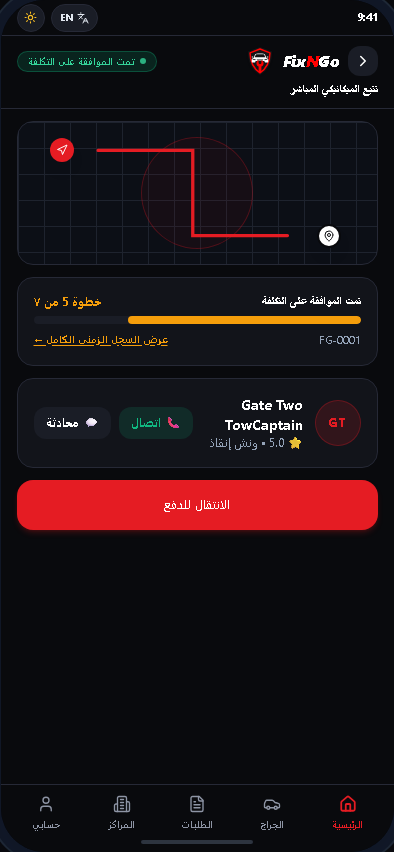 9:41
EN
FixNGo
تمت الموافقة على التكلفة
تتبع الميكانيكي المباشر
تمت الموافقة على التكلفة
خطوة 5 من ٧
FG-0001
عرض السجل الزمني الكامل ←
GT
Gate Two
TowCaptain
5.0 • ونش إنقاذ
اتصال
محادثة
الانتقال للدفع
الرئيسية
الجراج
الطلبات
المراكز
حسابي